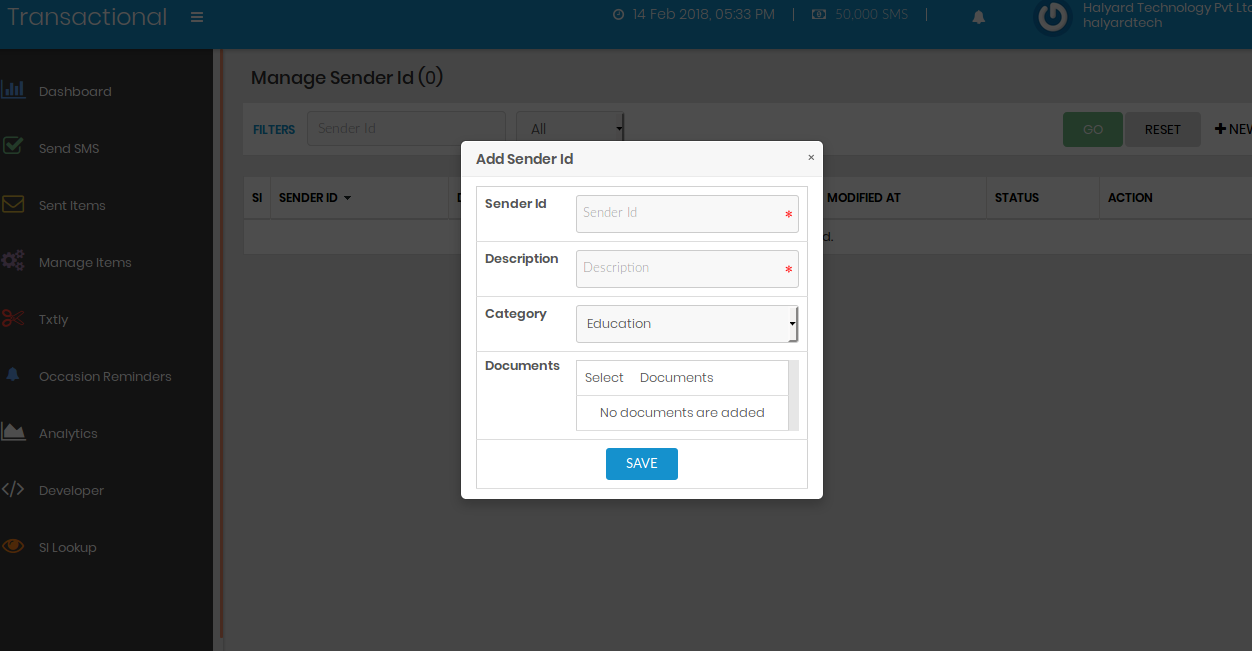 Transactional
14 Feb 2018, 05:33 PM | 50,000 SMS |
Halyard Technology Pvt Ltd
halyardtech
Dashboard
Send SMS
Sent Items
Manage Items
Txtly
Occasion Reminders
Analytics
Developer
SI Lookup
Manage Sender Id (0)
FILTERS Sender Id All GO RESET NEW
SI SENDER ID D MODIFIED AT STATUS ACTION
d.
Add Sender Id ×
Sender Id Sender Id *
Description Description *
Category Education
Documents Select Documents
No documents are added
SAVE